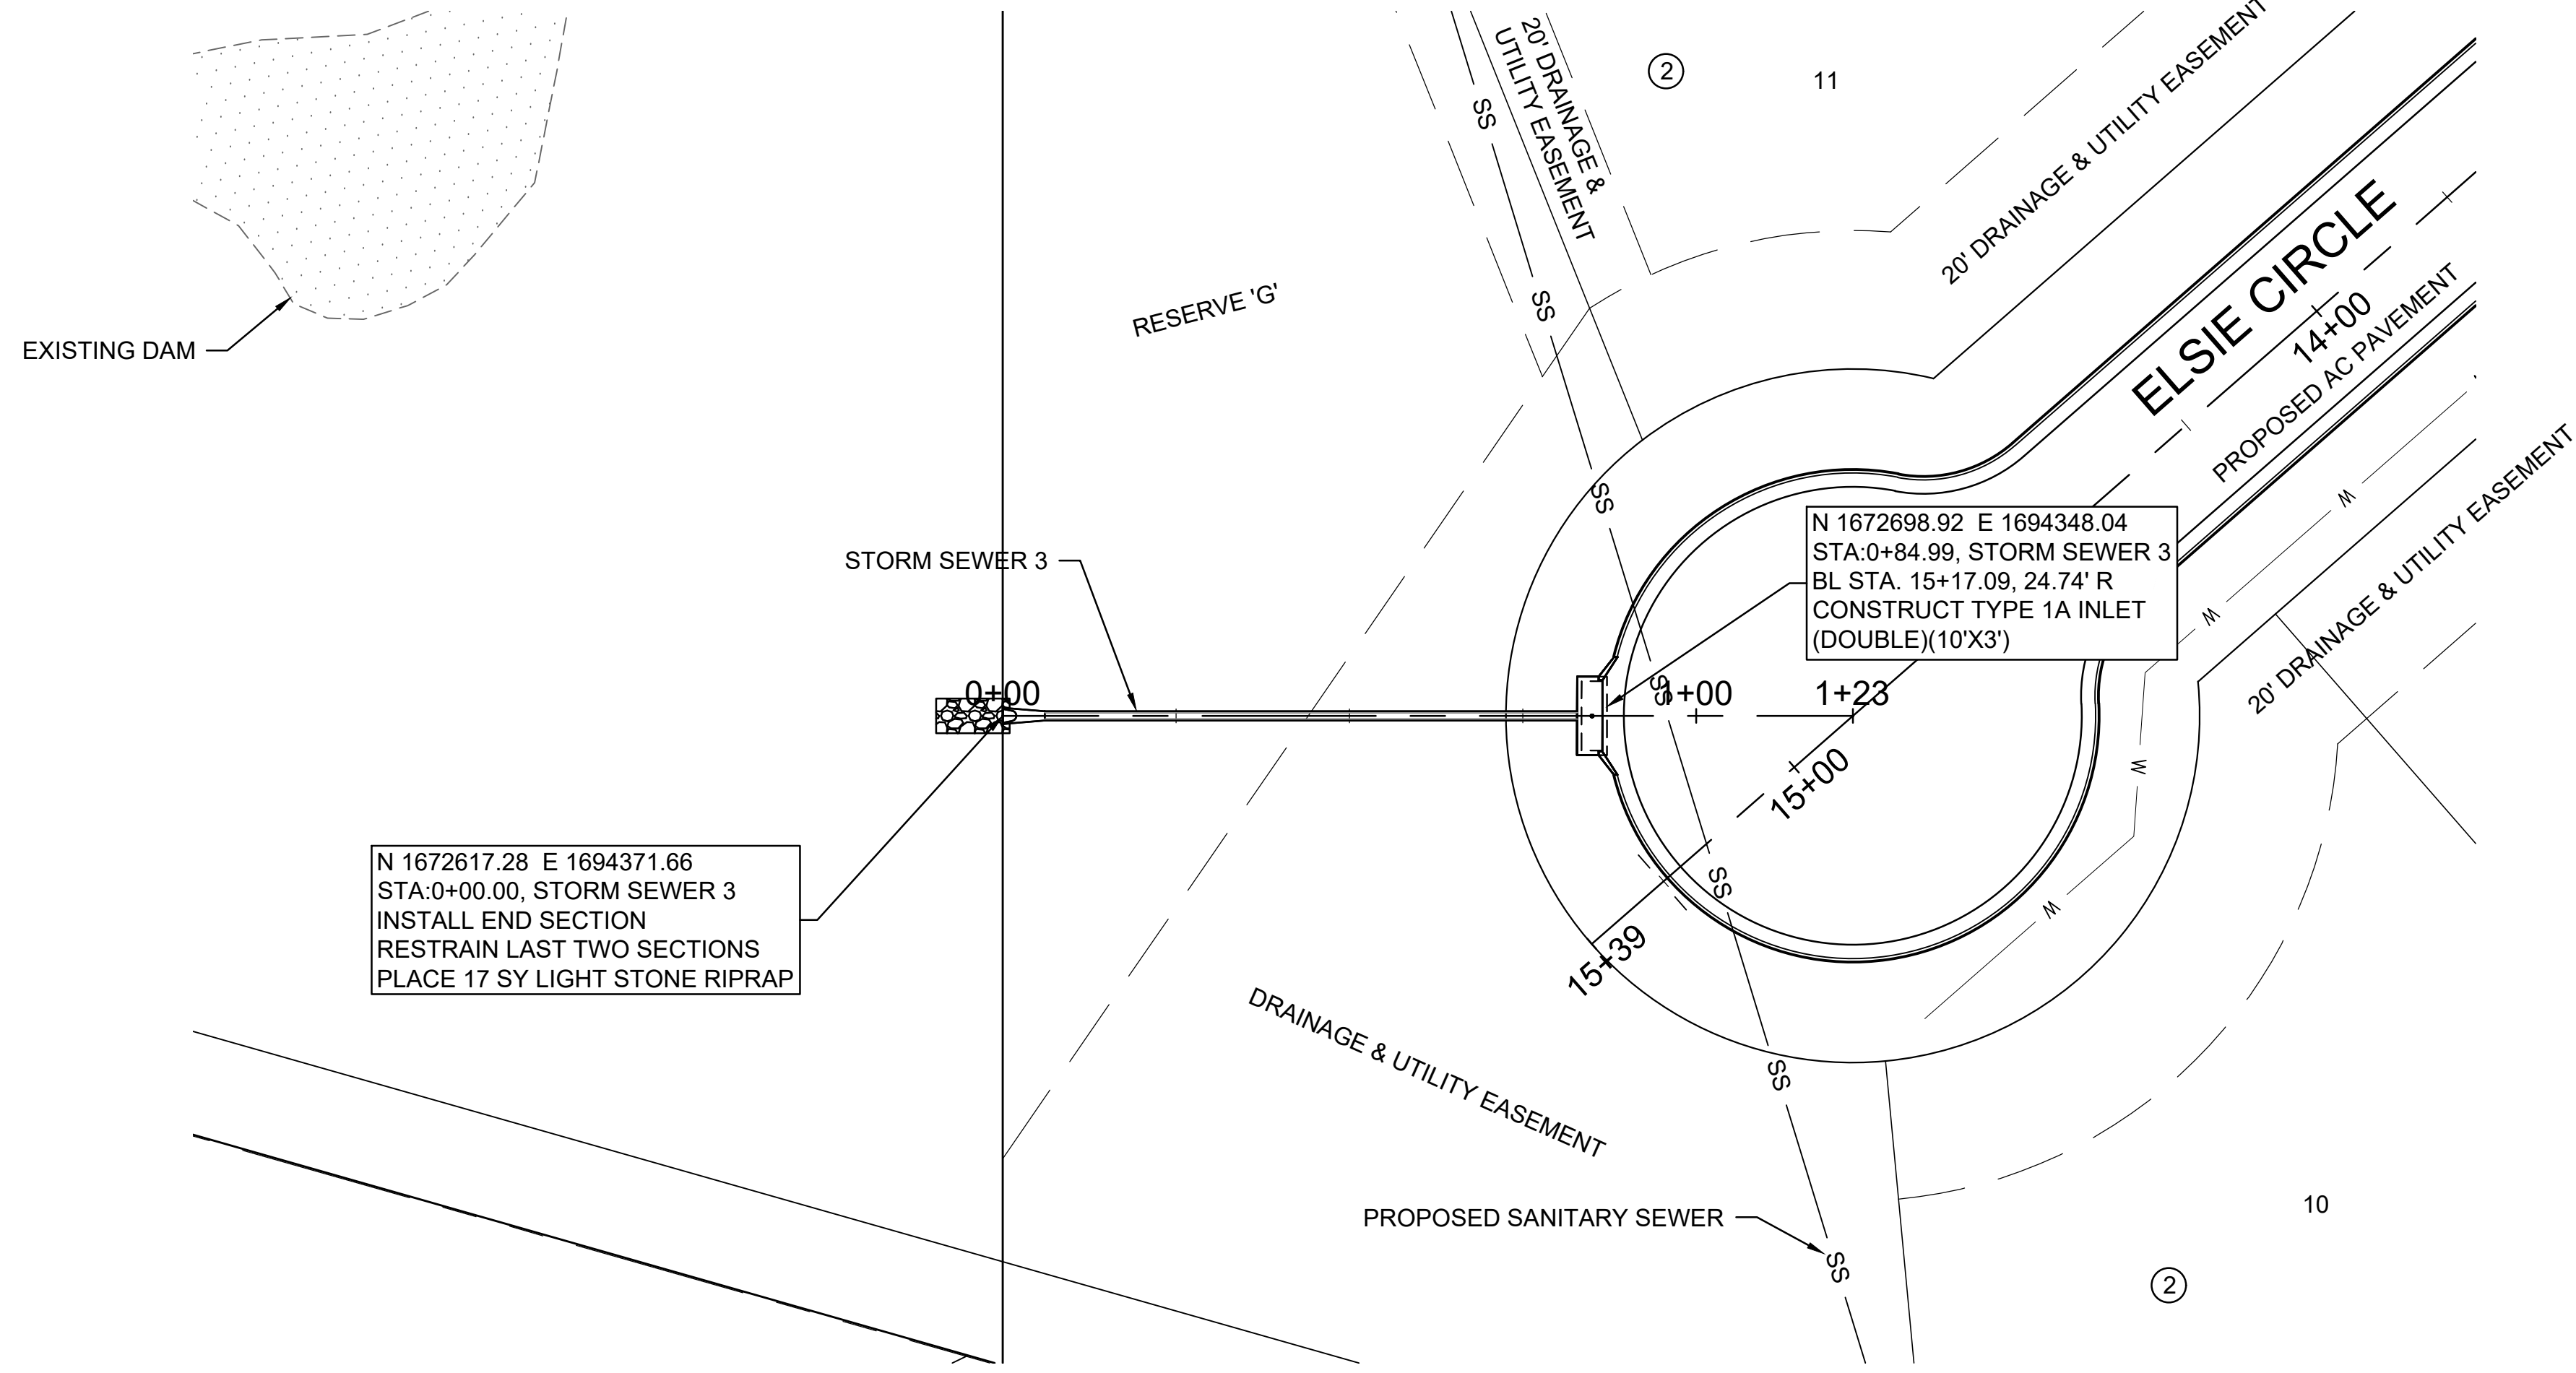 20' DRAINAGE &
UTILITY EASEMENT
2
11
20' DRAINAGE & UTILITY EASEMENT
EXISTING DAM
RESERVE 'G'
ELSIE CIRCLE
14+00
PROPOSED AC PAVEMENT
SS
SS
SS
SS
SS
SS
SS
W
W
W
W
STORM SEWER 3
N 1672698.92 E 1694348.04
STA:0+84.99, STORM SEWER 3
BL STA. 15+17.09, 24.74' R
CONSTRUCT TYPE 1A INLET
(DOUBLE)(10'X3')
20' DRAINAGE & UTILITY EASEMENT
0+00
1+00
1+23
15+00
15+39
N 1672617.28 E 1694371.66
STA:0+00.00, STORM SEWER 3
INSTALL END SECTION
RESTRAIN LAST TWO SECTIONS
PLACE 17 SY LIGHT STONE RIPRAP
DRAINAGE & UTILITY EASEMENT
PROPOSED SANITARY SEWER
10
2